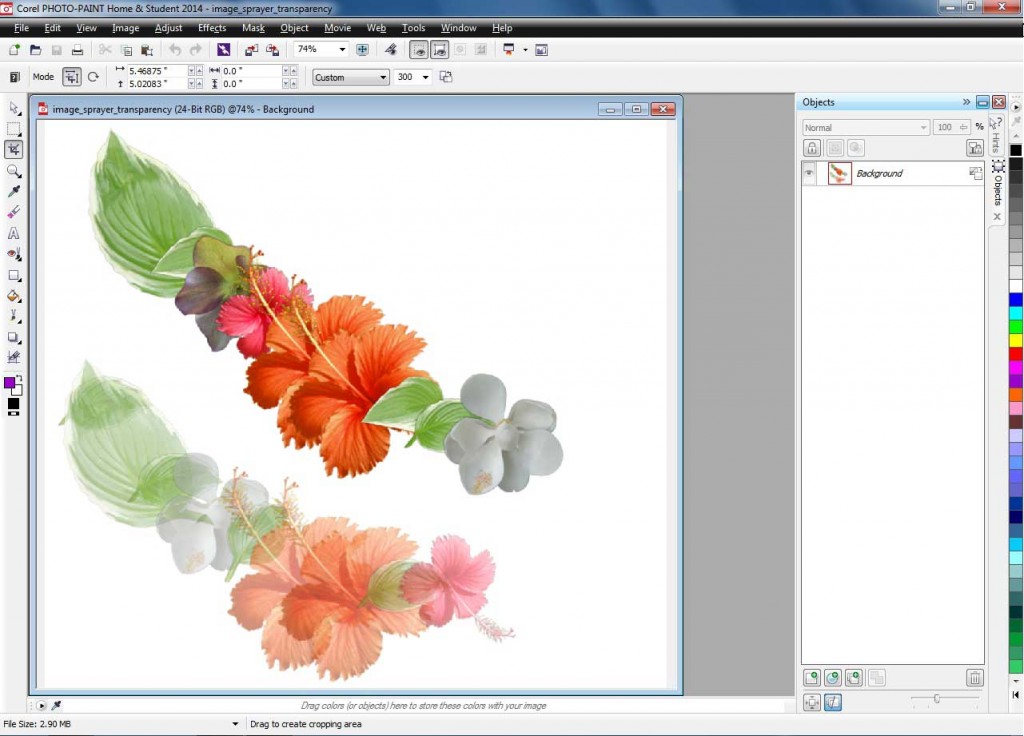 Corel PHOTO-PAINT Home & Student 2014 - image_sprayer_transparency
File Edit View Image Adjust Effects Mask Object Movie Web Tools Window Help
74%
Mode 5.46875 " 0.0 " Custom 300
5.02083 " 0.0 "
image_sprayer_transparency (24-Bit RGB) @74% - Background
Objects
Normal 100 %
Hints
Background
Objects
Drag colors (or objects) here to store these colors with your image
File Size: 2.90 MB Drag to create cropping area